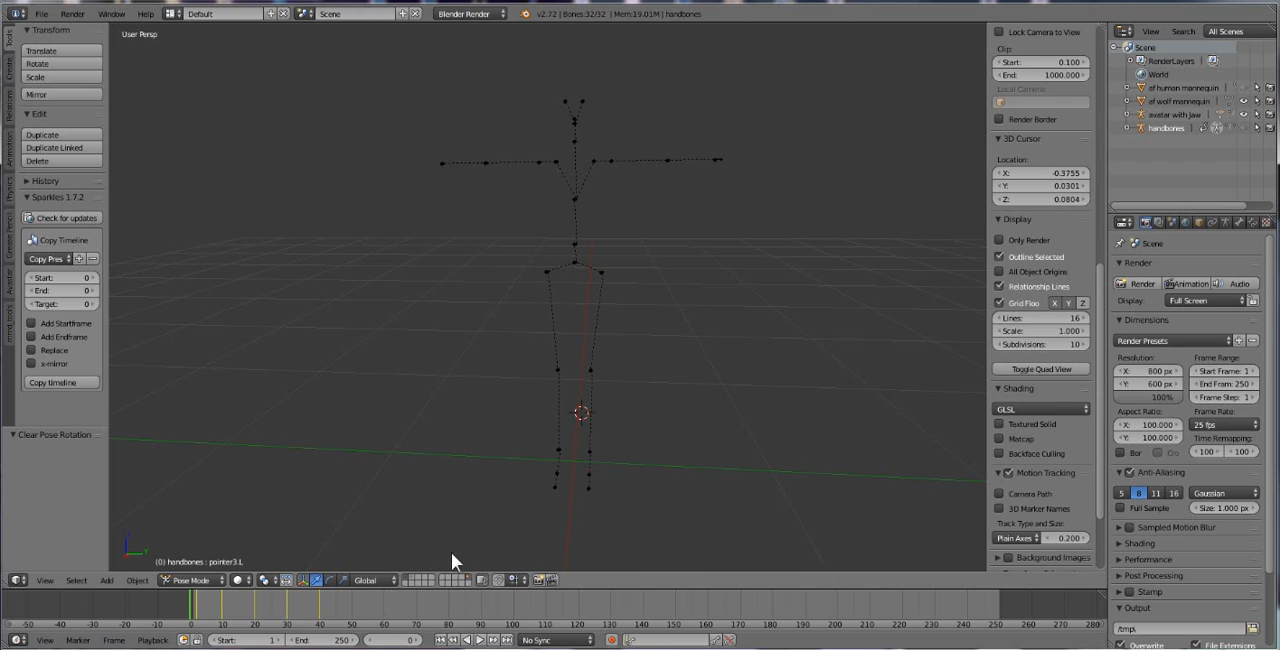 File Render Window Help Default Scene Blender Render v2.72 | Bones:32/32 | Mem:19.01M | handbones
Tools
Create
Relations
Animation
Physics
Grease Pencil
Avastar
mmd_tools
Transform
Translate
Rotate
Scale
Mirror
Edit
Duplicate
Duplicate Linked
Delete
History
Sparkles 1.7.2
Check for updates
Copy Timeline
Copy Pres
Start: 0
End: 0
Target: 0
Add Startframe
Add Endframe
Replace
x-mirror
Copy timeline
Clear Pose Rotation
User Persp
(0) handbones : pointer3.L
Lock Camera to View
Clip:
Start: 0.100
End: 1000.000
Local Camera:
Render Border
3D Cursor
Location:
X: -0.3755
Y: 0.0301
Z: 0.0804
Display
Only Render
Outline Selected
All Object Origins
Relationship Lines
Grid Floo X Y Z
Lines: 16
Scale: 1.000
Subdivisions: 10
Toggle Quad View
Shading
GLSL
Textured Solid
Matcap
Backface Culling
Motion Tracking
Camera Path
3D Marker Names
Track Type and Size:
Plain Axes 0.200
Background Images
View Search All Scenes
Scene
RenderLayers
World
af human mannequin
af wolf mannequin
avatar with jaw
handbones
Scene
Render
Render Animation Audio
Display: Full Screen
Dimensions
Render Presets
Resolution: Frame Range:
X: 800 px Start Frame: 1
Y: 600 px End Fram: 250
100% Frame Step: 1
Aspect Ratio: Frame Rate:
X: 100.000 25 fps
Y: 100.000 Time Remapping:
Bor Cro 100 100
Anti-Aliasing
5 8 11 16 Gaussian
Full Sample Size: 1.000 px
Sampled Motion Blur
Shading
Performance
Post Processing
Stamp
Output
/tmp\
Overwrite File Extensions
View Select Add Object Pose Mode Global
-50 -40 -30 -20 -10 0 10 20 30 40 50 60 70 80 90 100 110 120 130 140 150 160 170 180 190 200 210 220 230 240 250 260 270 280
View Marker Frame Playback Start: 1 End: 250 0 No Sync